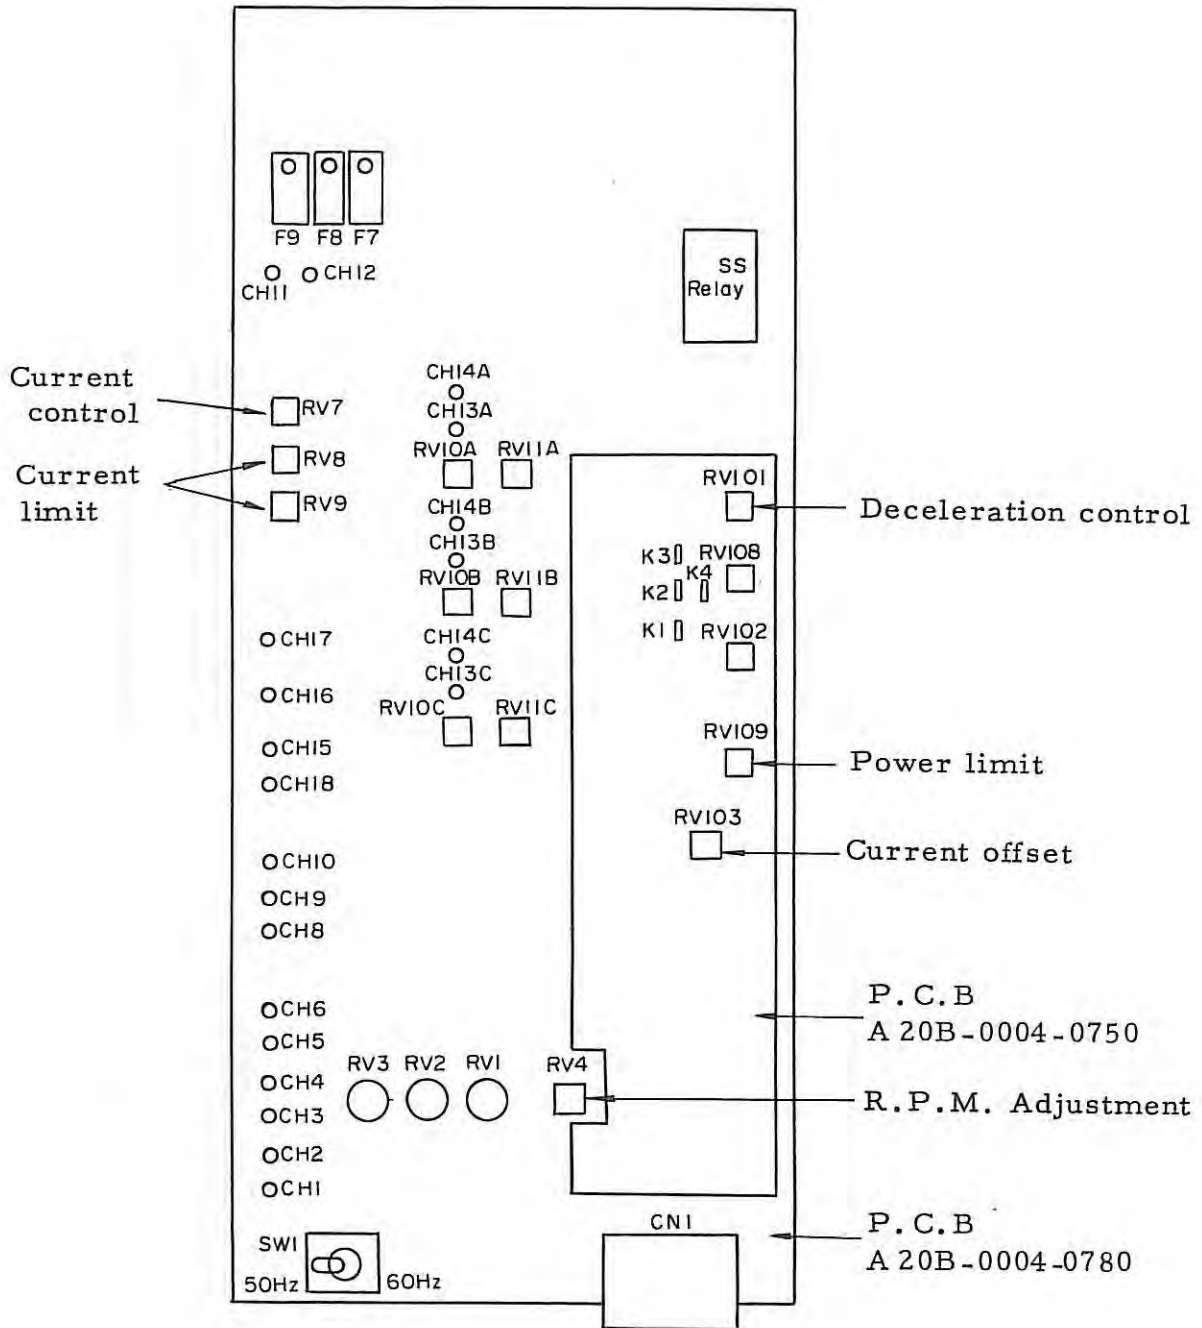 F9 F8 F7
CH11
CH12
SS
Relay
Current
control
RV7
Current
limit
RV8
RV9
CH14A
CH13A
RV10A RV11A
CH14B
CH13B
RV10B RV11B
CH14C
CH13C
RV10C RV11C
RV101
Deceleration control
K3 RV108
K4
K2
K1 RV102
RV109
Power limit
RV103
Current offset
CH17
CH16
CH15
CH18
CH10
CH9
CH8
CH6
CH5
CH4
CH3
CH2
CH1
RV3 RV2 RV1 RV4
P.C.B
A20B-0004-0750
R.P.M. Adjustment
SW1
50Hz 60Hz
CN1
P.C.B
A20B-0004-0780